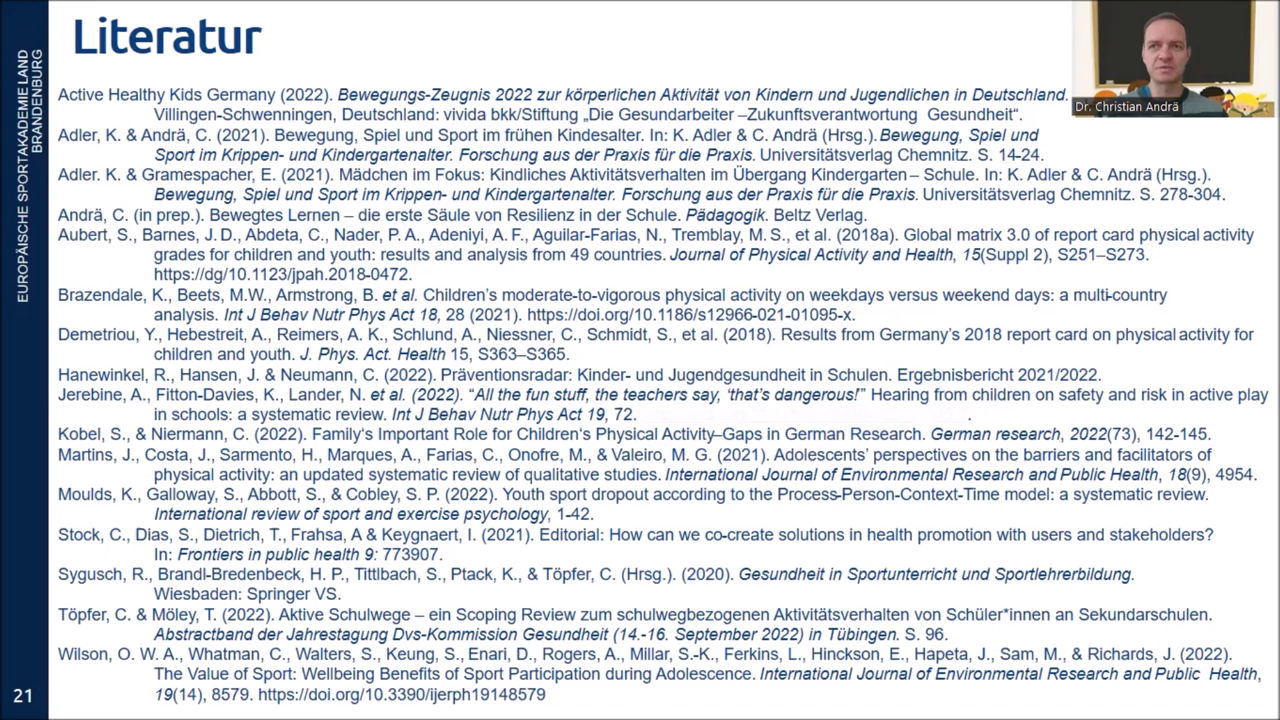 EUROPÄISCHE SPORTAKADEMIE LAND
BRANDENBURG
Literatur
Dr. Christian Andrä
Active Healthy Kids Germany (2022). Bewegungs-Zeugnis 2022 zur körperlichen Aktivität von Kindern und Jugendlichen in Deutschland.
Villingen-Schwenningen, Deutschland: vivida bkk/Stiftung „Die Gesundarbeiter –Zukunftsverantwortung Gesundheit“.
Adler, K. & Andrä, C. (2021). Bewegung, Spiel und Sport im frühen Kindesalter. In: K. Adler & C. Andrä (Hrsg.). Bewegung, Spiel und
Sport im Krippen- und Kindergartenalter. Forschung aus der Praxis für die Praxis. Universitätsverlag Chemnitz. S. 14-24.
Adler. K. & Gramespacher, E. (2021). Mädchen im Fokus: Kindliches Aktivitätsverhalten im Übergang Kindergarten – Schule. In: K. Adler & C. Andrä (Hrsg.).
Bewegung, Spiel und Sport im Krippen- und Kindergartenalter. Forschung aus der Praxis für die Praxis. Universitätsverlag Chemnitz. S. 278-304.
Andrä, C. (in prep.). Bewegtes Lernen – die erste Säule von Resilienz in der Schule. Pädagogik. Beltz Verlag.
Aubert, S., Barnes, J. D., Abdeta, C., Nader, P. A., Adeniyi, A. F., Aguilar-Farias, N., Tremblay, M. S., et al. (2018a). Global matrix 3.0 of report card physical activity
grades for children and youth: results and analysis from 49 countries. Journal of Physical Activity and Health, 15(Suppl 2), S251–S273.
https://dg/10.1123/jpah.2018-0472.
Brazendale, K., Beets, M.W., Armstrong, B. et al. Children’s moderate-to-vigorous physical activity on weekdays versus weekend days: a multi-country
analysis. Int J Behav Nutr Phys Act 18, 28 (2021). https://doi.org/10.1186/s12966-021-01095-x.
Demetriou, Y., Hebestreit, A., Reimers, A. K., Schlund, A., Niessner, C., Schmidt, S., et al. (2018). Results from Germany’s 2018 report card on physical activity for
children and youth. J. Phys. Act. Health 15, S363–S365.
Hanewinkel, R., Hansen, J. & Neumann, C. (2022). Präventionsradar: Kinder- und Jugendgesundheit in Schulen. Ergebnisbericht 2021/2022.
Jerebine, A., Fitton-Davies, K., Lander, N. et al. (2022). “All the fun stuff, the teachers say, ‘that’s dangerous!’” Hearing from children on safety and risk in active play
in schools: a systematic review. Int J Behav Nutr Phys Act 19, 72. .
Kobel, S., & Niermann, C. (2022). Family‘s Important Role for Children‘s Physical Activity–Gaps in German Research. German research, 2022(73), 142-145.
Martins, J., Costa, J., Sarmento, H., Marques, A., Farias, C., Onofre, M., & Valeiro, M. G. (2021). Adolescents’ perspectives on the barriers and facilitators of
physical activity: an updated systematic review of qualitative studies. International Journal of Environmental Research and Public Health, 18(9), 4954.
Moulds, K., Galloway, S., Abbott, S., & Cobley, S. P. (2022). Youth sport dropout according to the Process-Person-Context-Time model: a systematic review.
International review of sport and exercise psychology, 1-42.
Stock, C., Dias, S., Dietrich, T., Frahsa, A & Keygnaert, I. (2021). Editorial: How can we co-create solutions in health promotion with users and stakeholders?
In: Frontiers in public health 9: 773907.
Sygusch, R., Brandl-Bredenbeck, H. P., Tittlbach, S., Ptack, K., & Töpfer, C. (Hrsg.). (2020). Gesundheit in Sportunterricht und Sportlehrerbildung.
Wiesbaden: Springer VS.
Töpfer, C. & Möley, T. (2022). Aktive Schulwege – ein Scoping Review zum schulwegbezogenen Aktivitätsverhalten von Schüler*innen an Sekundarschulen.
Abstractband der Jahrestagung Dvs-Kommission Gesundheit (14.-16. September 2022) in Tübingen. S. 96.
Wilson, O. W. A., Whatman, C., Walters, S., Keung, S., Enari, D., Rogers, A., Millar, S.-K., Ferkins, L., Hinckson, E., Hapeta, J., Sam, M., & Richards, J. (2022).
The Value of Sport: Wellbeing Benefits of Sport Participation during Adolescence. International Journal of Environmental Research and Public Health,
19(14), 8579. https://doi.org/10.3390/ijerph19148579
21